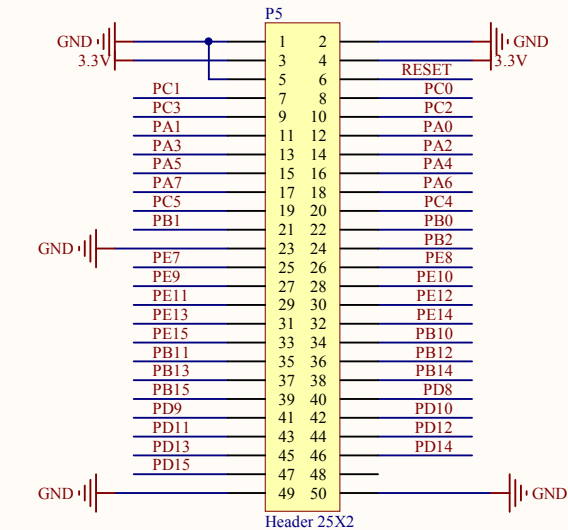 P5
GND 1 2 GND
3.3V 3 4 3.3V
5 6 RESET
PC1 7 8 PC0
PC3 9 10 PC2
PA1 11 12 PA0
PA3 13 14 PA2
PA5 15 16 PA4
PA7 17 18 PA6
PC5 19 20 PC4
PB1 21 22 PB0
GND 23 24 PB2
PE7 25 26 PE8
PE9 27 28 PE10
PE11 29 30 PE12
PE13 31 32 PE14
PE15 33 34 PB10
PB11 35 36 PB12
PB13 37 38 PB14
PB15 39 40 PD8
PD9 41 42 PD10
PD11 43 44 PD12
PD13 45 46 PD14
PD15 47 48
GND 49 50 GND
Header 25X2